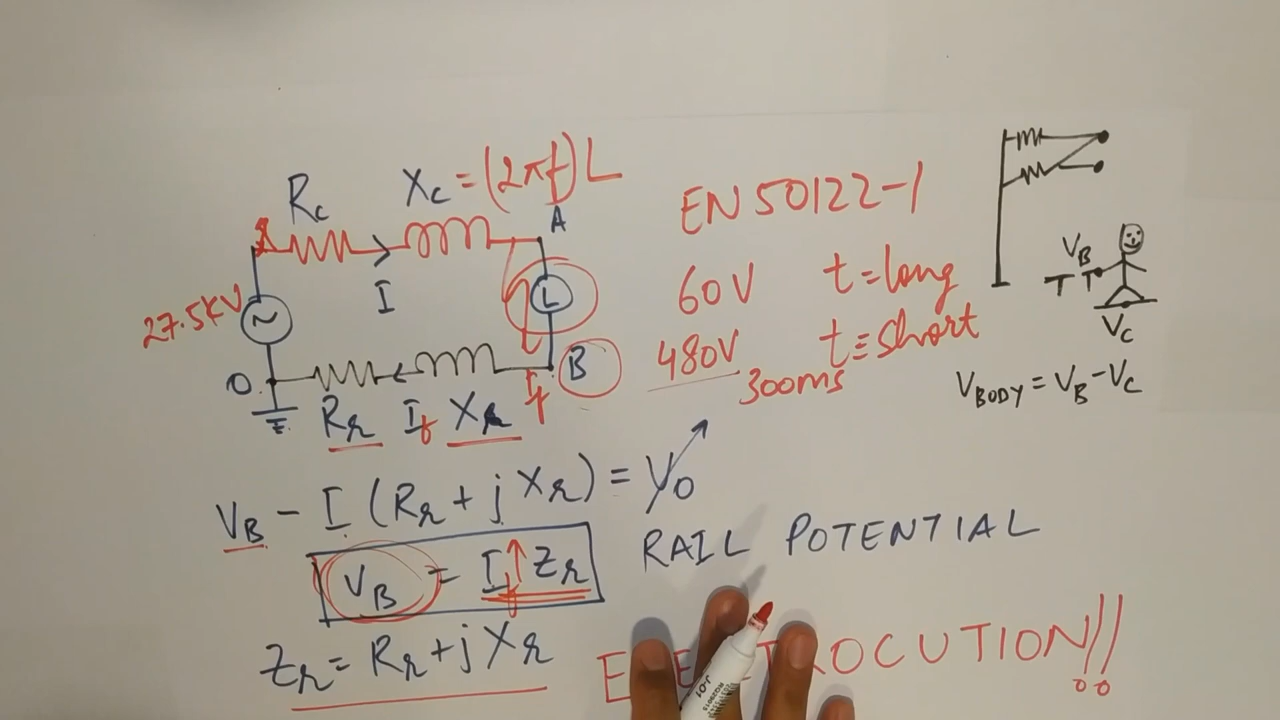 Rc Xc = (2πf)L
A
I
27.5KV
L
0
B
Rr If Xr If
EN 50122-1
60V t=long
480V t=short
300ms
VB
VC
VBODY = VB - VC
VB - I (Rr + j Xr) = V0
VB = If Zr
RAIL POTENTIAL
Zr = Rr + j Xr